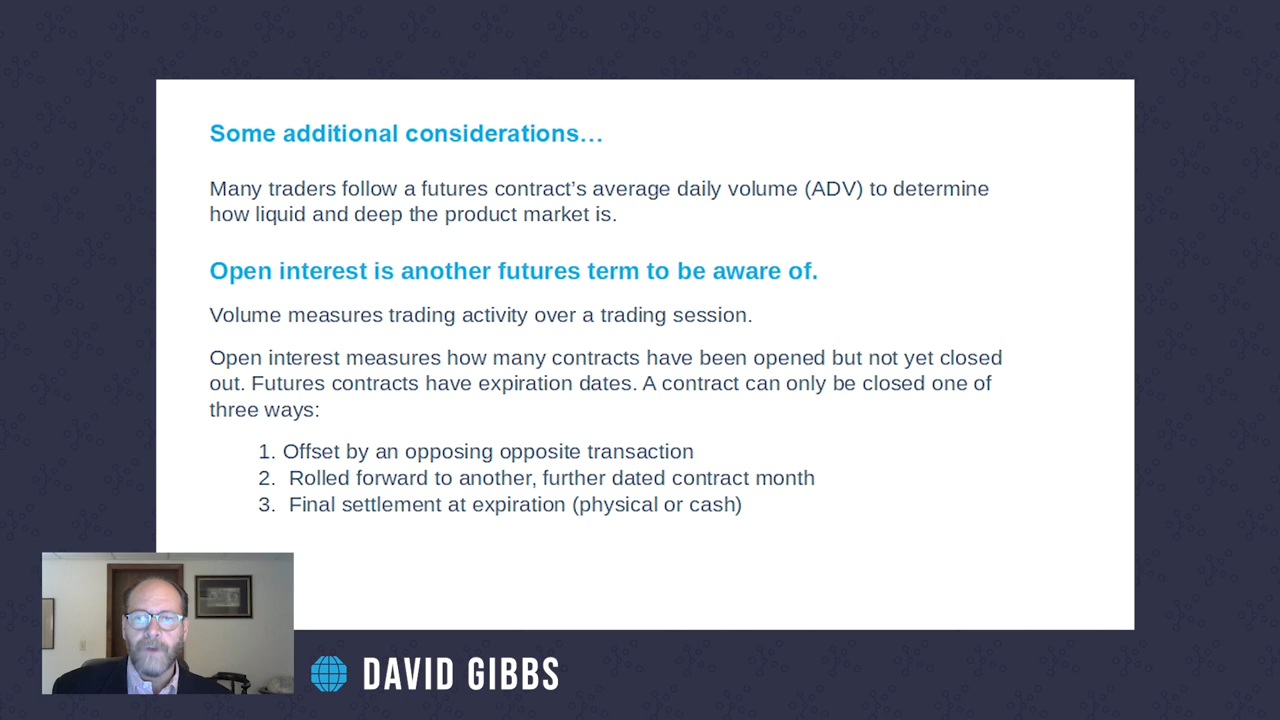 Some additional considerations…
Many traders follow a futures contract’s average daily volume (ADV) to determine
how liquid and deep the product market is.
Open interest is another futures term to be aware of.
Volume measures trading activity over a trading session.
Open interest measures how many contracts have been opened but not yet closed
out. Futures contracts have expiration dates. A contract can only be closed one of
three ways:
1. Offset by an opposing opposite transaction
2. Rolled forward to another, further dated contract month
3. Final settlement at expiration (physical or cash)
DAVID GIBBS